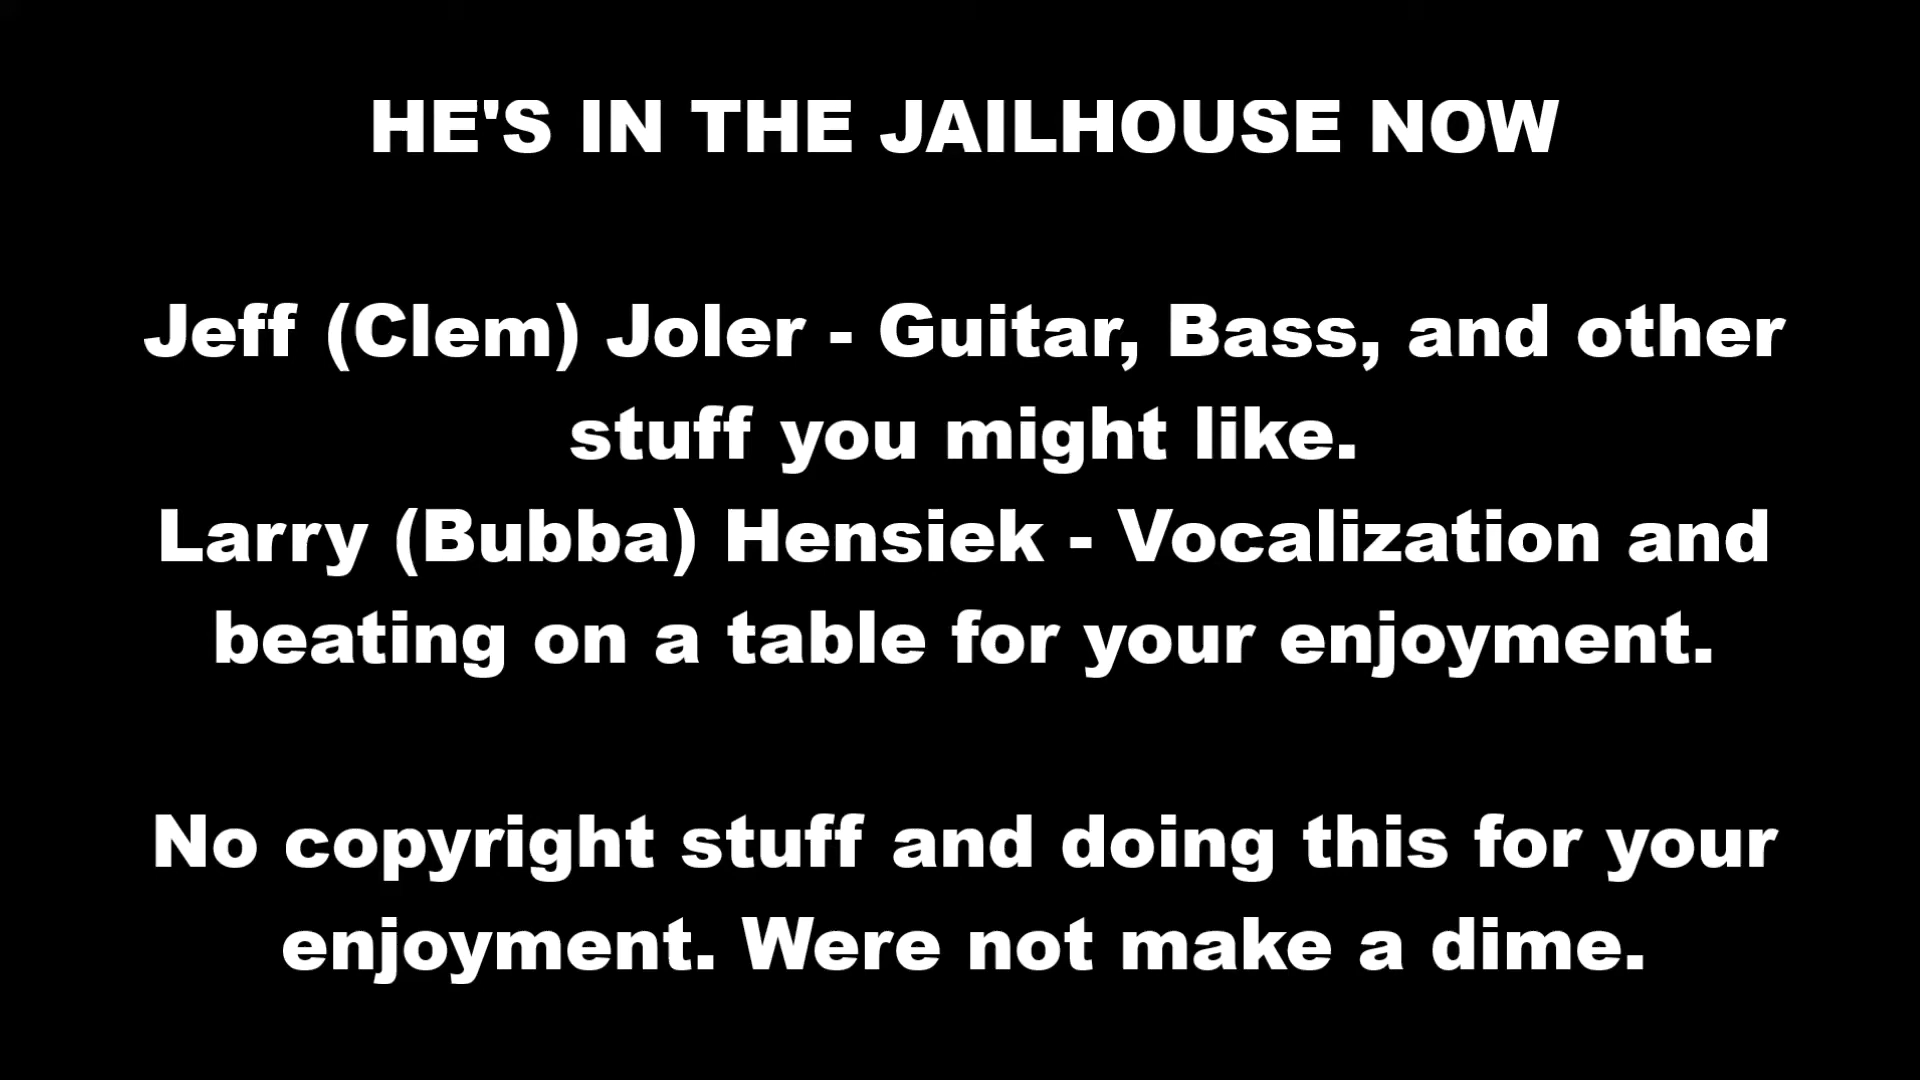 HE'S IN THE JAILHOUSE NOW
Jeff (Clem) Joler - Guitar, Bass, and other
stuff you might like.
Larry (Bubba) Hensiek - Vocalization and
beating on a table for your enjoyment.
No copyright stuff and doing this for your
enjoyment. Were not make a dime.